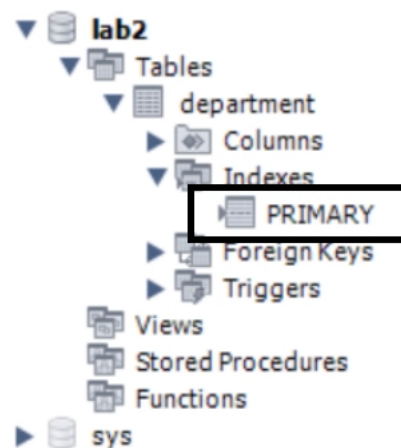 lab2
Tables
department
Columns
Indexes
PRIMARY
Foreign Keys
Triggers
Views
Stored Procedures
Functions
sys